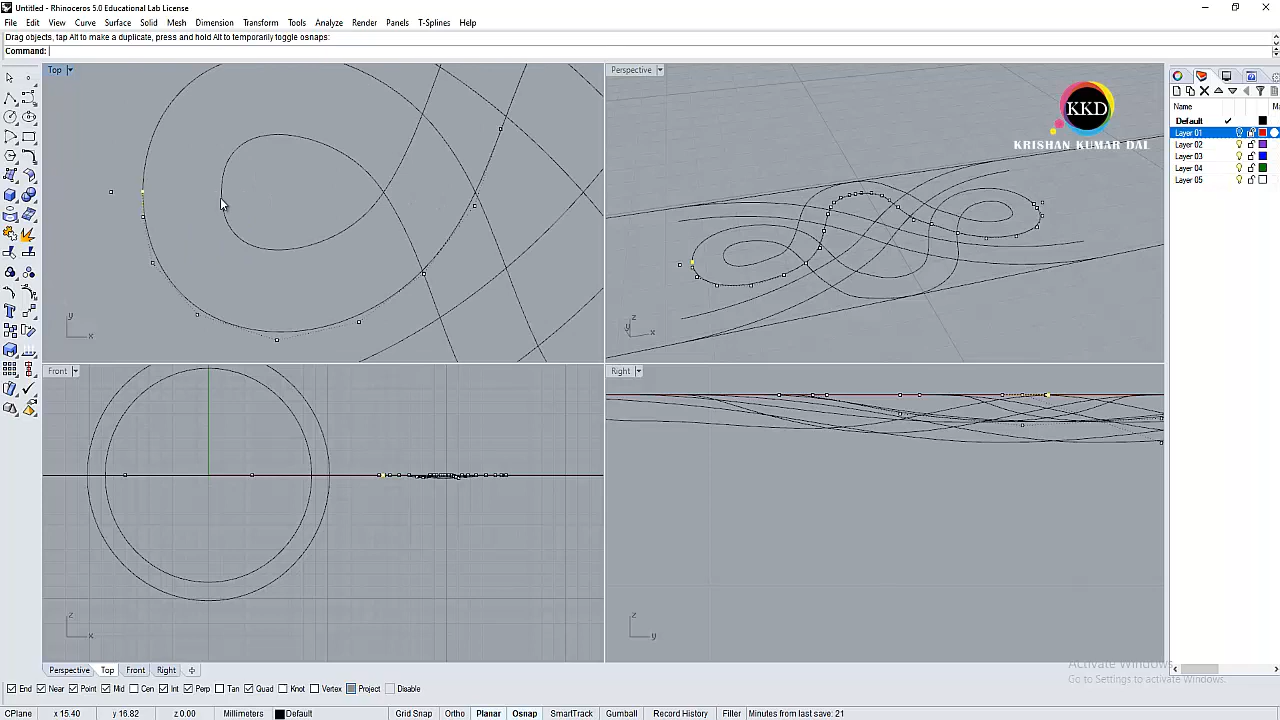 Untitled - Rhinoceros 5.0 Educational Lab License
File Edit View Curve Surface Solid Mesh Dimension Transform Tools Analyze Render Panels T-Splines Help
Drag objects, tap Alt to make a duplicate, press and hold Alt to temporarily toggle osnaps:
Command:
Top
Perspective
KKD
KRISHAN KUMAR DAL
Name
Default
Layer 01
Layer 02
Layer 03
Layer 04
Layer 05
y
x
z
y
x
Front
Right
z
x
z
y
Perspective Top Front Right
Activate Windows
Go to Settings to activate Windows.
End Near Point Mid Cen Int Perp Tan Quad Knot Vertex Project Disable
CPlane x 15.40 y 16.82 z 0.00 Millimeters Default Grid Snap Ortho Planar Osnap SmartTrack Gumball Record History Filter Minutes from last save: 21